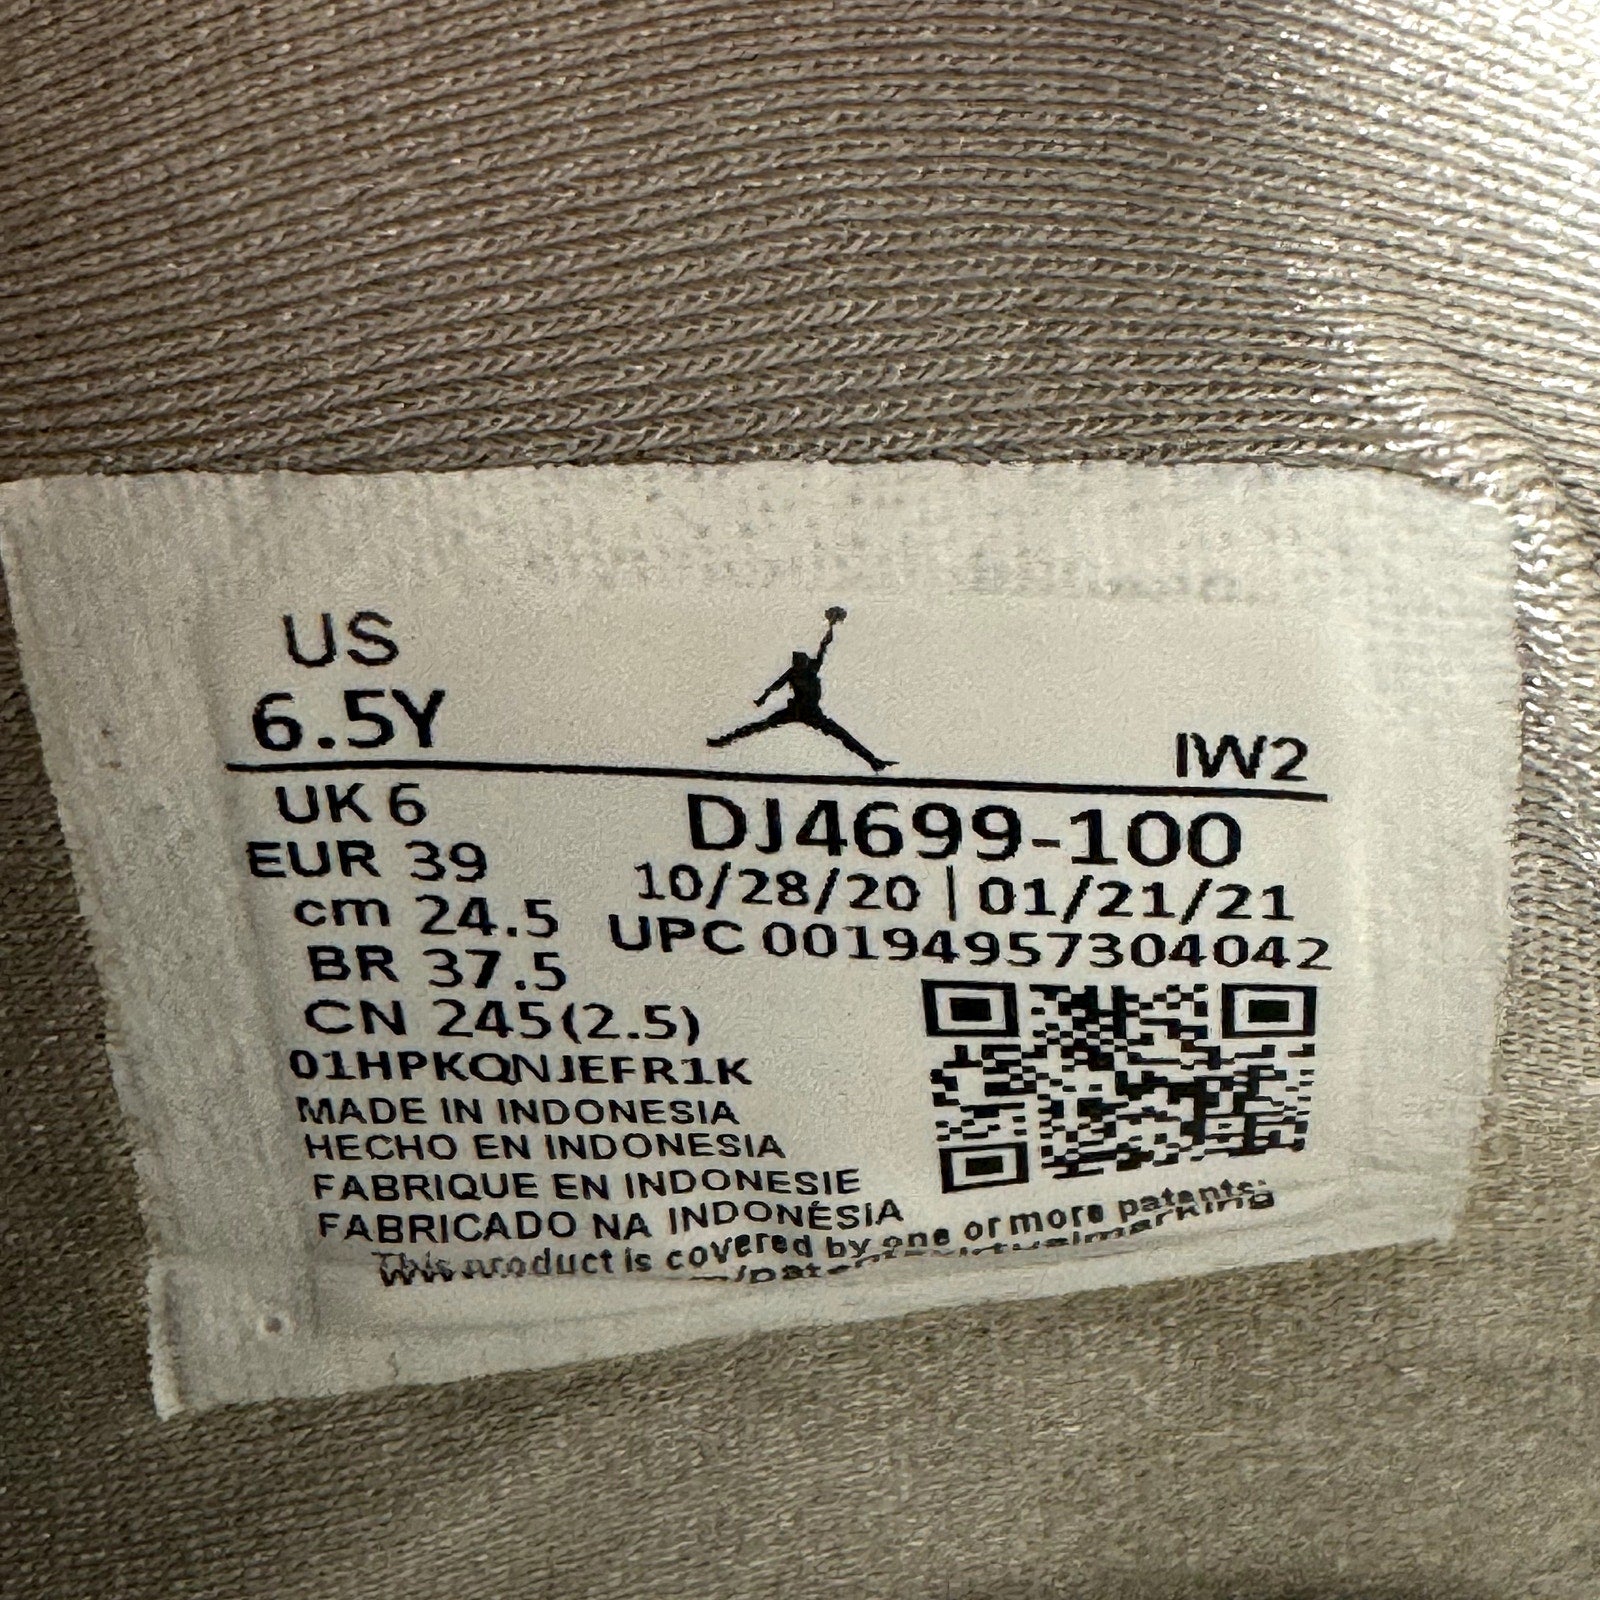 US
6.5Y
IW2
UK 6
DJ4699-100
EUR 39
10/28/20 | 01/21/21
cm 24.5
UPC 00194957304042
BR 37.5
CN 245(2.5)
01HPKQNJEFR1K
MADE IN INDONESIA
HECHO EN INDONESIA
FABRIQUE EN INDONESIE
FABRICADO NA INDONÉSIA
This product is covered by one or more patents: